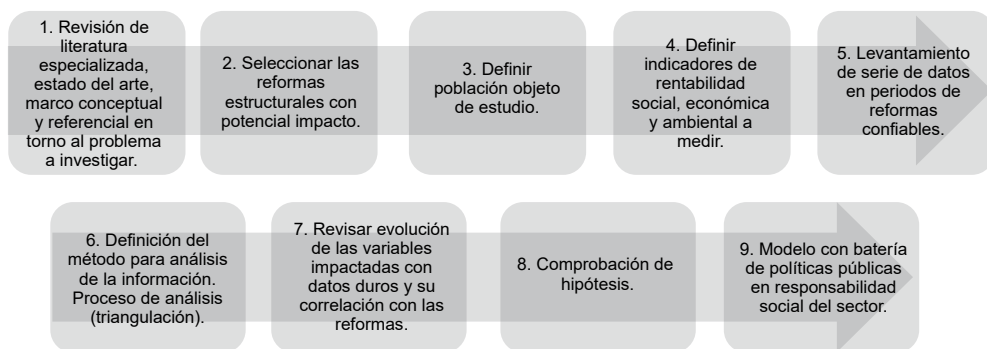 1. Revisión de
literatura
especializada,
estado del arte,
marco conceptual
y referencial en
torno al problema
a investigar.
2. Seleccionar las
reformas
estructurales con
potencial impacto.
3. Definir
población objeto
de estudio.
4. Definir
indicadores de
rentabilidad
social, económica
y ambiental a
medir.
5. Levantamiento
de serie de datos
en periodos de
reformas
confiables.
6. Definición del
método para análisis
de la información.
Proceso de análisis
(triangulación).
7. Revisar evolución
de las variables
impactadas con
datos duros y su
correlación con las
reformas.
8. Comprobación de
hipótesis.
9. Modelo con batería
de políticas públicas
en responsabilidad
social del sector.